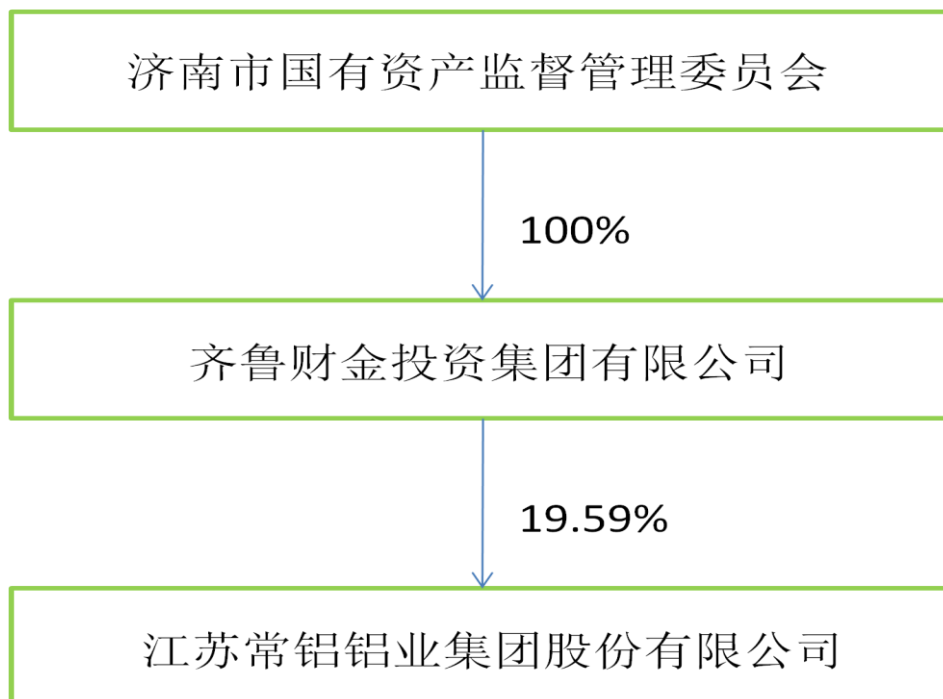 济南市国有资产监督管理委员会
100%
齐鲁财金投资集团有限公司
19.59%
江苏常铝铝业集团股份有限公司